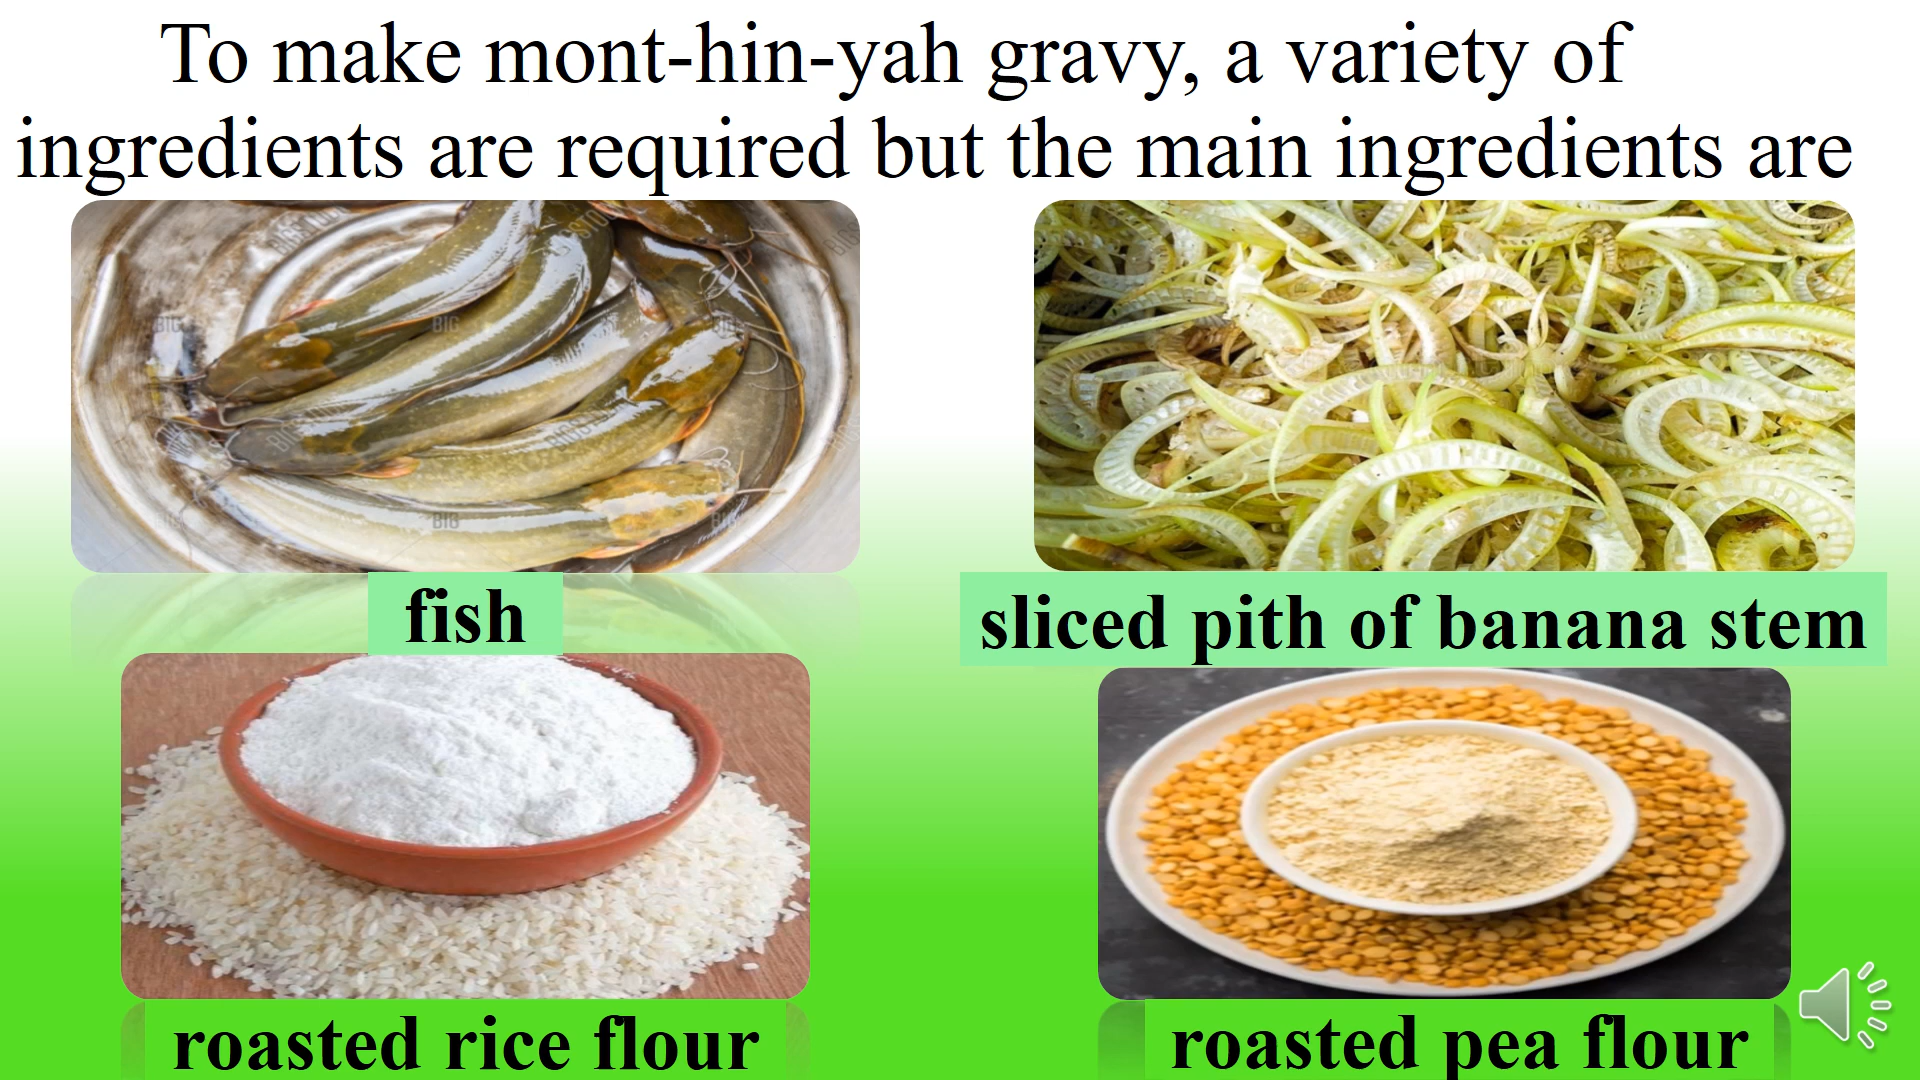 To make mont-hin-yah gravy, a variety of
ingredients are required but the main ingredients are
fish
sliced pith of banana stem
roasted rice flour
roasted pea flour